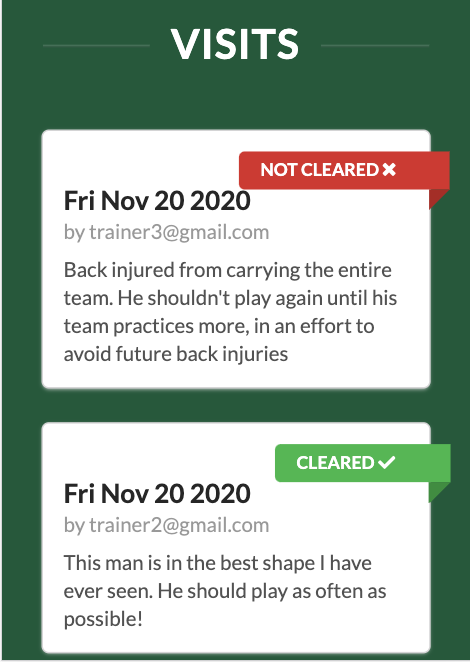 VISITS
NOT CLEARED
Fri Nov 20 2020
by trainer3@gmail.com
Back injured from carrying the entire
team. He shouldn't play again until his
team practices more, in an effort to
avoid future back injuries
CLEARED
Fri Nov 20 2020
by trainer2@gmail.com
This man is in the best shape I have
ever seen. He should play as often as
possible!